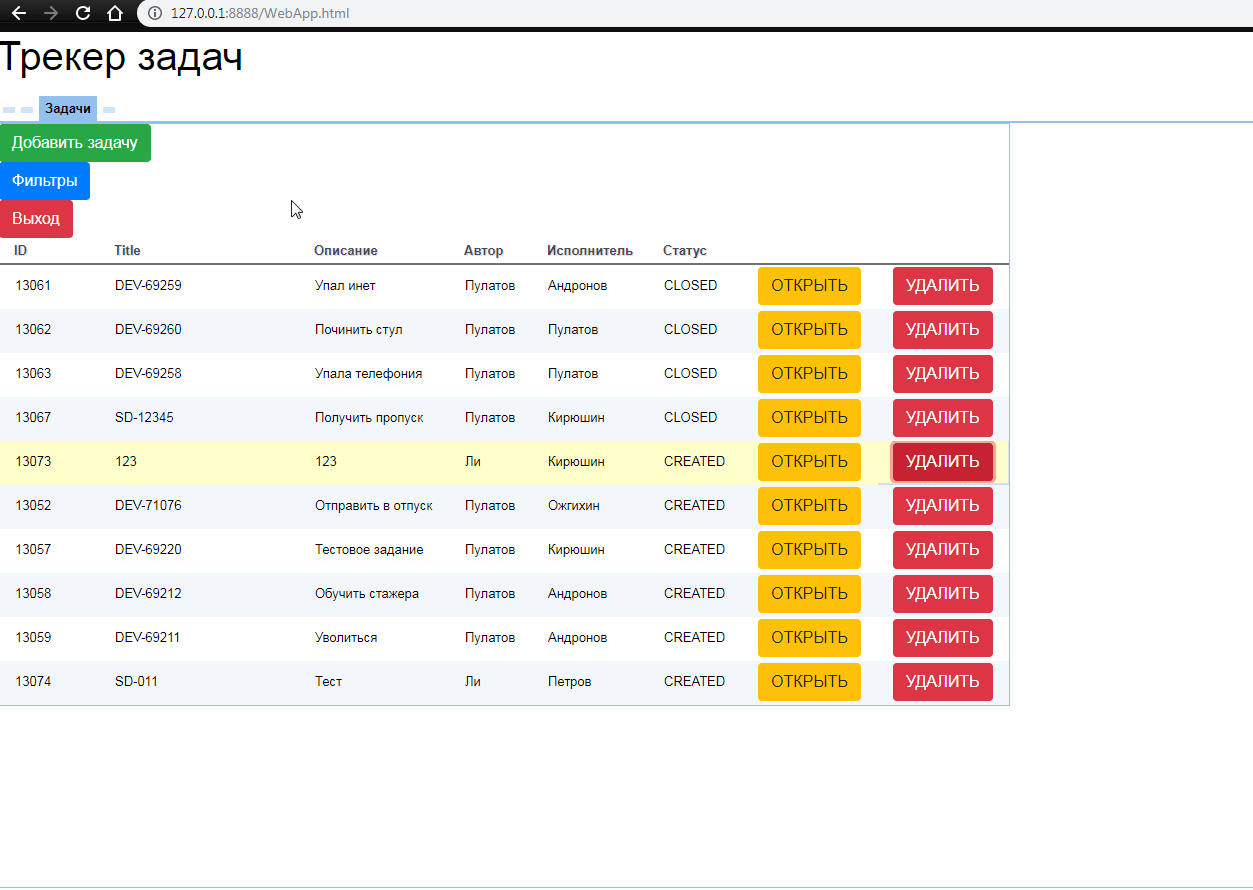 127.0.0.1:8888/WebApp.html
Трекер задач
Задачи
Добавить задачу
Фильтры
Выход
ID Title Описание Автор Исполнитель Статус
13061 DEV-69259 Упал инет Пулатов Андронов CLOSED ОТКРЫТЬ УДАЛИТЬ
13062 DEV-69260 Починить стул Пулатов Пулатов CLOSED ОТКРЫТЬ УДАЛИТЬ
13063 DEV-69258 Упала телефония Пулатов Пулатов CLOSED ОТКРЫТЬ УДАЛИТЬ
13067 SD-12345 Получить пропуск Пулатов Кирюшин CLOSED ОТКРЫТЬ УДАЛИТЬ
13073 123 123 Ли Кирюшин CREATED ОТКРЫТЬ УДАЛИТЬ
13052 DEV-71076 Отправить в отпуск Пулатов Ожгихин CREATED ОТКРЫТЬ УДАЛИТЬ
13057 DEV-69220 Тестовое задание Пулатов Кирюшин CREATED ОТКРЫТЬ УДАЛИТЬ
13058 DEV-69212 Обучить стажера Пулатов Андронов CREATED ОТКРЫТЬ УДАЛИТЬ
13059 DEV-69211 Уволиться Пулатов Андронов CREATED ОТКРЫТЬ УДАЛИТЬ
13074 SD-011 Тест Ли Петров CREATED ОТКРЫТЬ УДАЛИТЬ